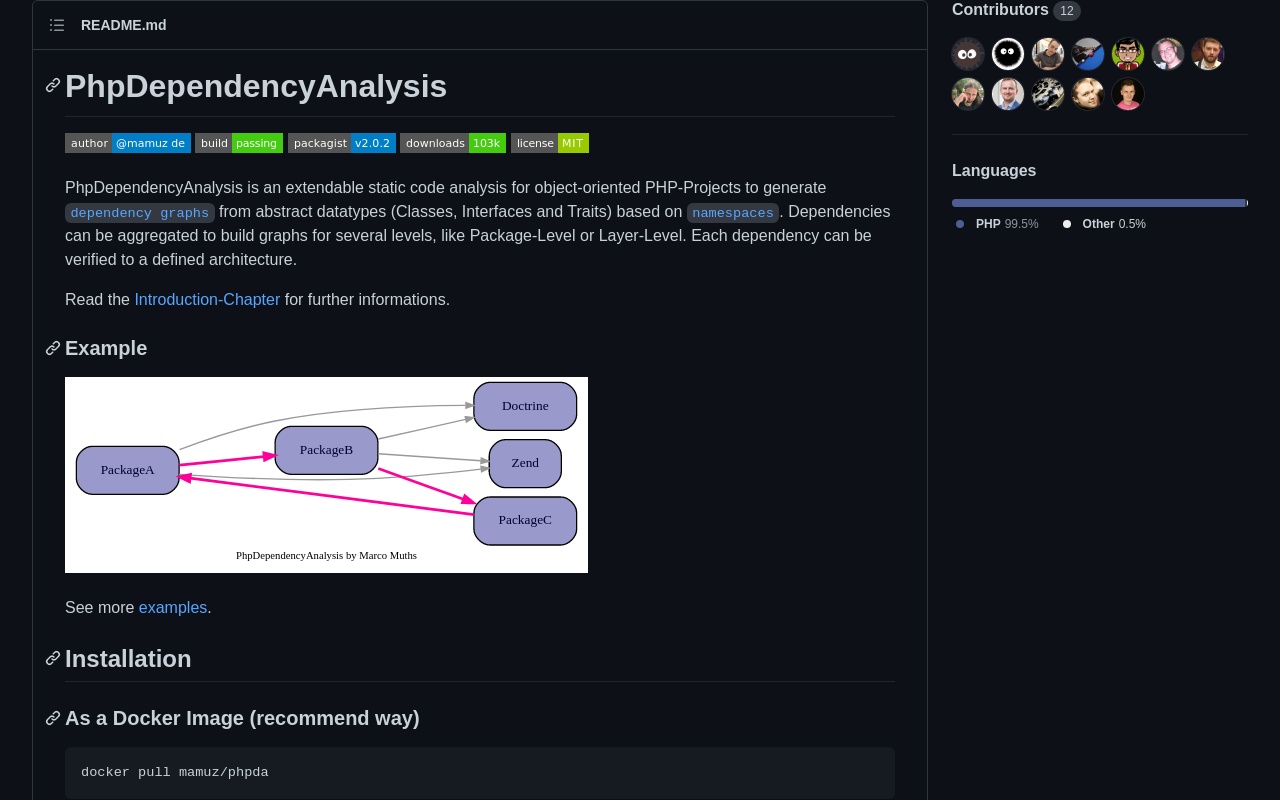 README.md
PhpDependencyAnalysis
author @mamuz de build passing packagist v2.0.2 downloads 103k license MIT
PhpDependencyAnalysis is an extendable static code analysis for object-oriented PHP-Projects to generate
dependency graphs from abstract datatypes (Classes, Interfaces and Traits) based on namespaces. Dependencies
can be aggregated to build graphs for several levels, like Package-Level or Layer-Level. Each dependency can be
verified to a defined architecture.
Read the Introduction-Chapter for further informations.
Example
Doctrine
PackageB
Zend
PackageA
PackageC
PhpDependencyAnalysis by Marco Muths
See more examples.
Installation
As a Docker Image (recommend way)
docker pull mamuz/phpda
Contributors 12
Languages
PHP 99.5% Other 0.5%